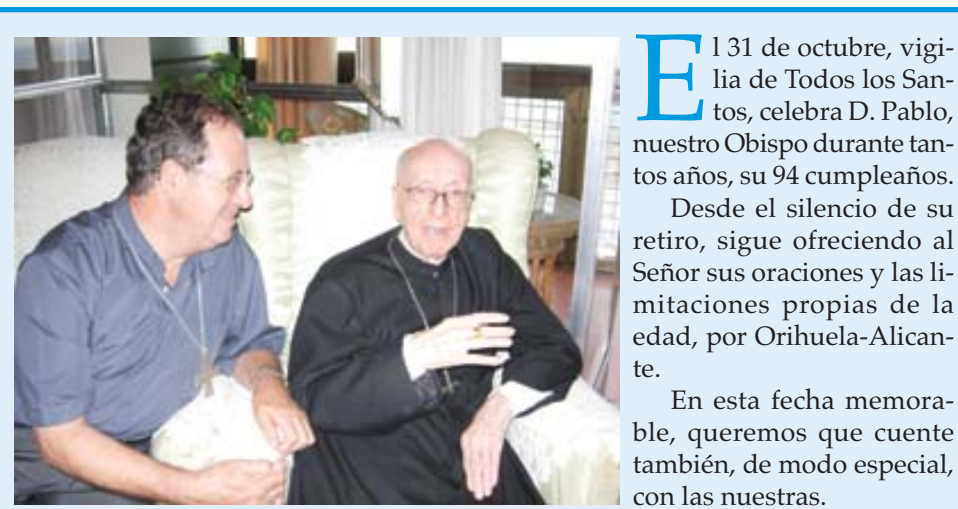 El 31 de octubre, vigi-
lia de Todos los San-
tos, celebra D. Pablo,
nuestro Obispo durante tan-
tos años, su 94 cumpleaños.
Desde el silencio de su
retiro, sigue ofreciendo al
Señor sus oraciones y las li-
mitaciones propias de la
edad, por Orihuela-Alican-
te.
En esta fecha memora-
ble, queremos que cuente
también, de modo especial,
con las nuestras.